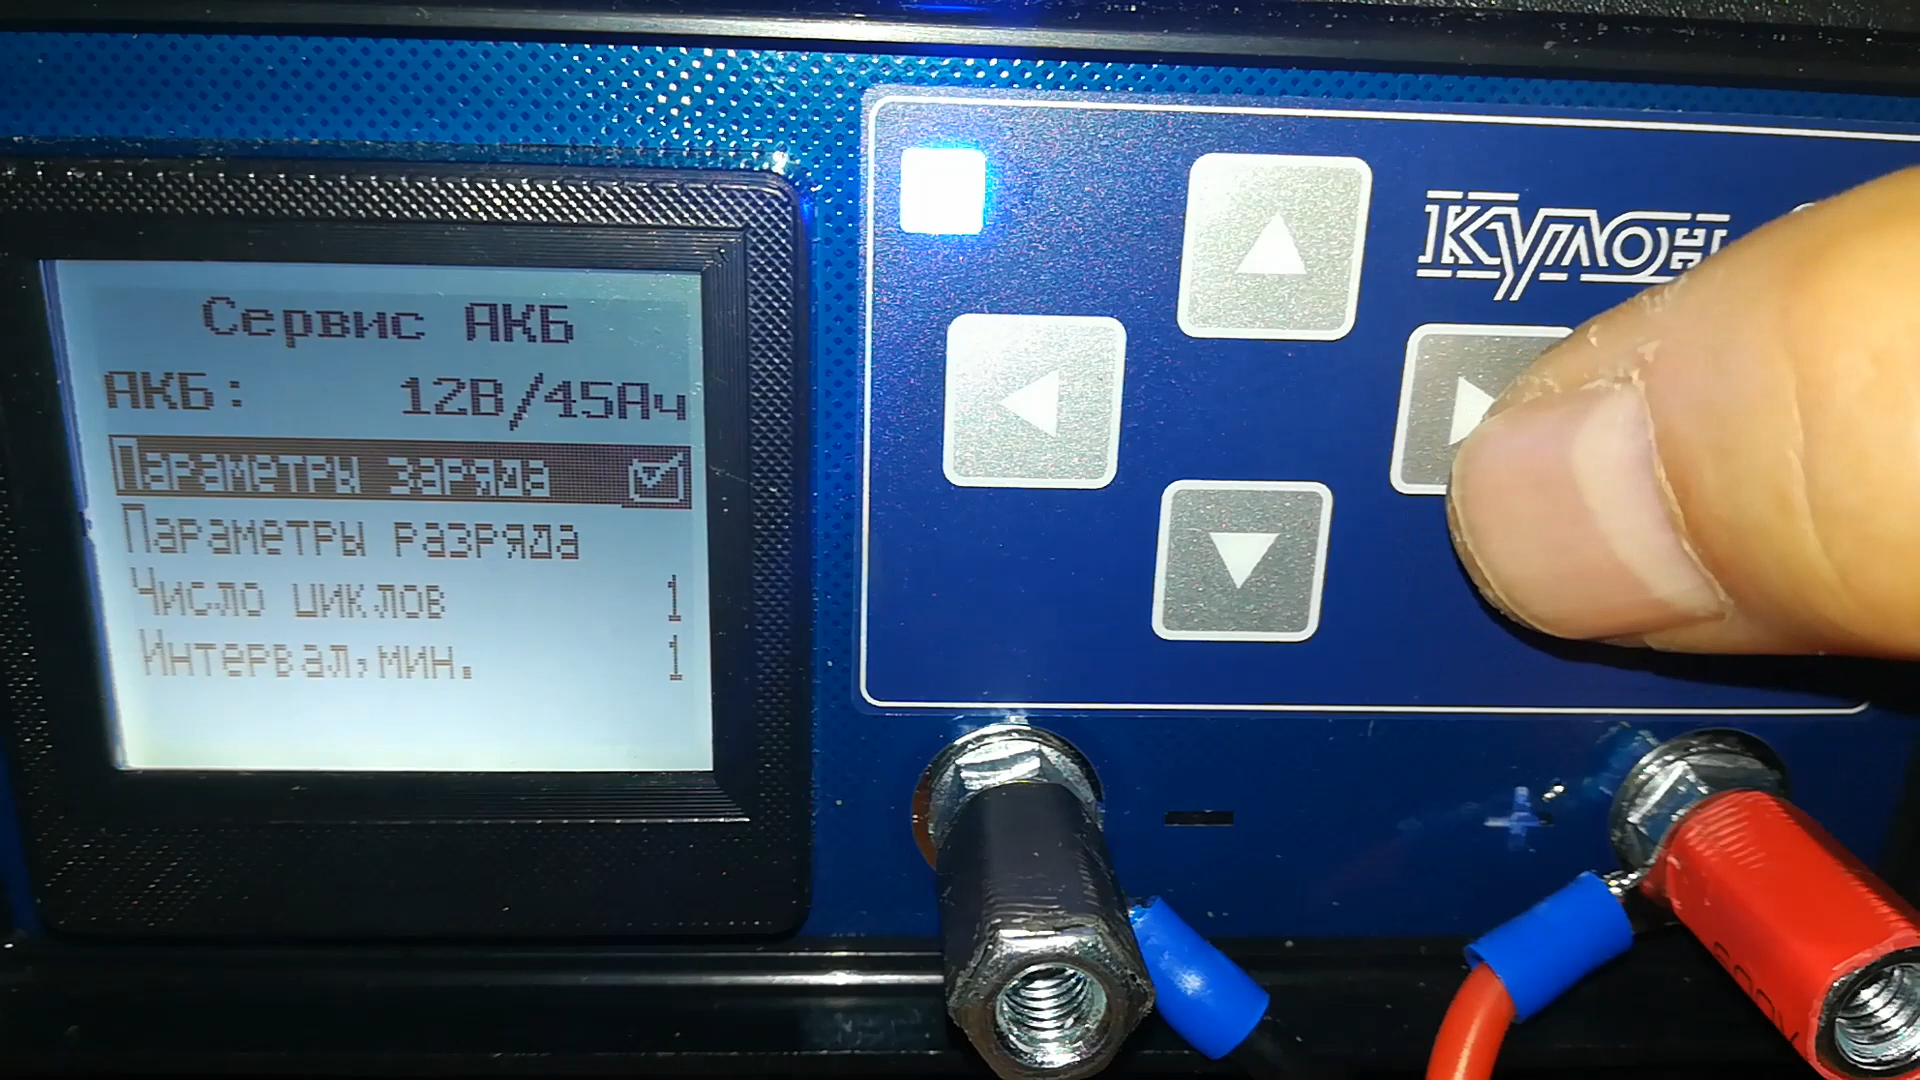 Сервис АКБ
АКБ: 12В/45Ач
Параметры заряда
Параметры разряда
Число циклов 1
Интервал,мин. 1
КУЛОН
- +